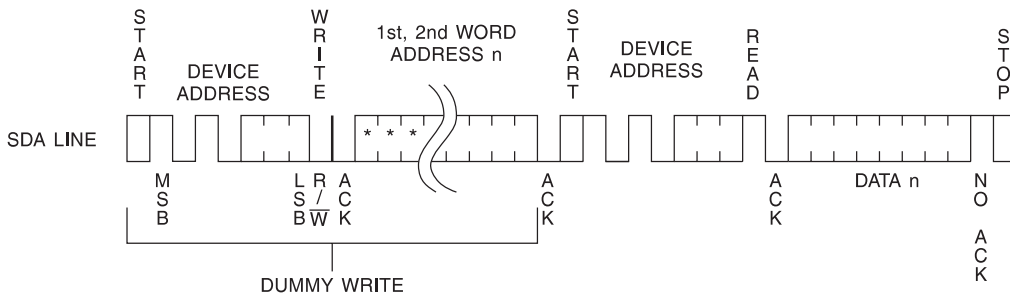 START
WRITE
1st, 2nd WORD
ADDRESS n
START
DEVICE
ADDRESS
READ
STOP
DEVICE
ADDRESS
SDA LINE
* * *
MSB
LSB
R/W
ACK
ACK
ACK
DATA n
NO ACK
DUMMY WRITE